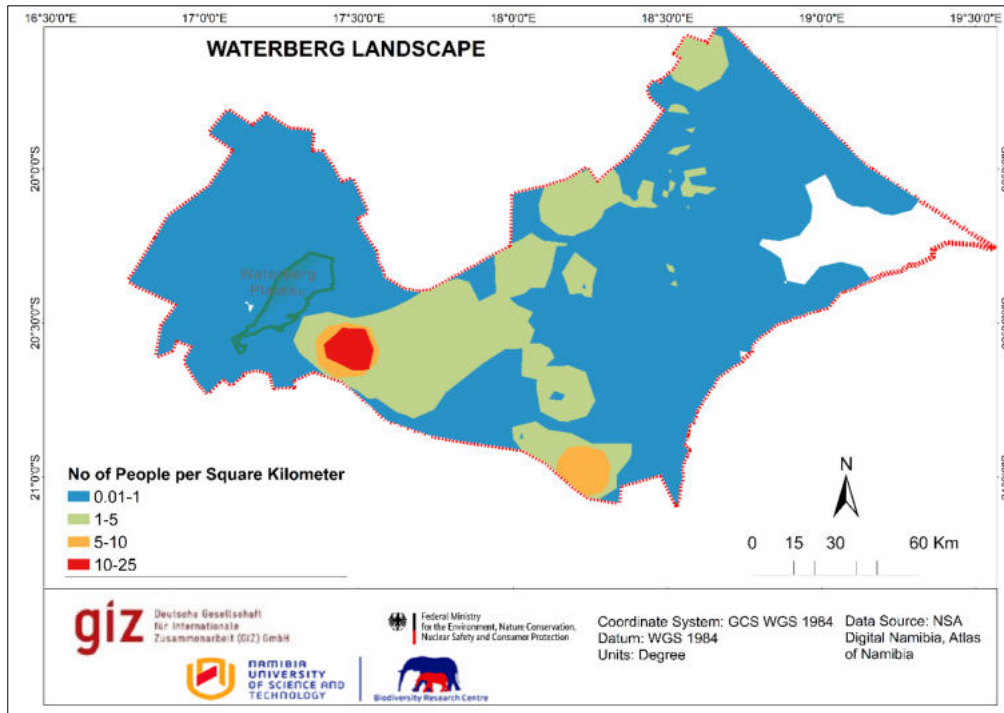 16°30'0"E 17°0'0"E 17°30'0"E 18°0'0"E 18°30'0"E 19°0'0"E 19°30'0"E
WATERBERG LANDSCAPE
20°0'0"S
20°30'0"S
21°0'0"S
Waterberg
Plateau
No of People per Square Kilometer
0.01-1
1-5
5-10
10-25
N
0 15 30 60 Km
giz
Deutsche Gesellschaft
für Internationale
Zusammenarbeit (GIZ) GmbH
Federal Ministry
for the Environment, Nature Conservation,
Nuclear Safety and Consumer Protection
NAMIBIA
UNIVERSITY
OF SCIENCE AND
TECHNOLOGY
Biodiversity Research Centre
Coordinate System: GCS WGS 1984
Datum: WGS 1984
Units: Degree
Data Source: NSA
Digital Namibia, Atlas
of Namibia